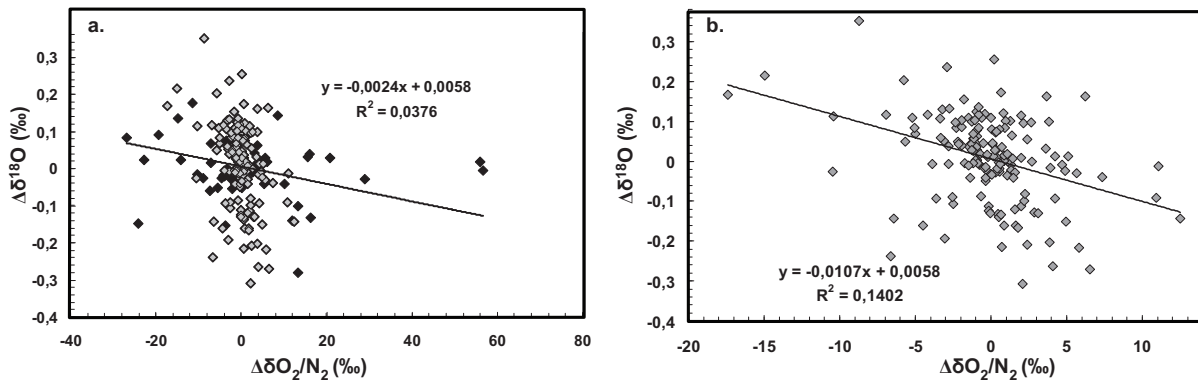 a.
y = -0,0024x + 0,0058
R² = 0,0376
0,3
0,2
0,1
0
-0,1
-0,2
-0,3
-0,4
Δδ¹⁸O (‰)
-40 -20 0 20 40 60 80
ΔδO₂/N₂ (‰)
b.
y = -0,0107x + 0,0058
R² = 0,1402
0,3
0,2
0,1
0
-0,1
-0,2
-0,3
-0,4
Δδ¹⁸O (‰)
-20 -15 -10 -5 0 5 10
ΔδO₂/N₂ (‰)